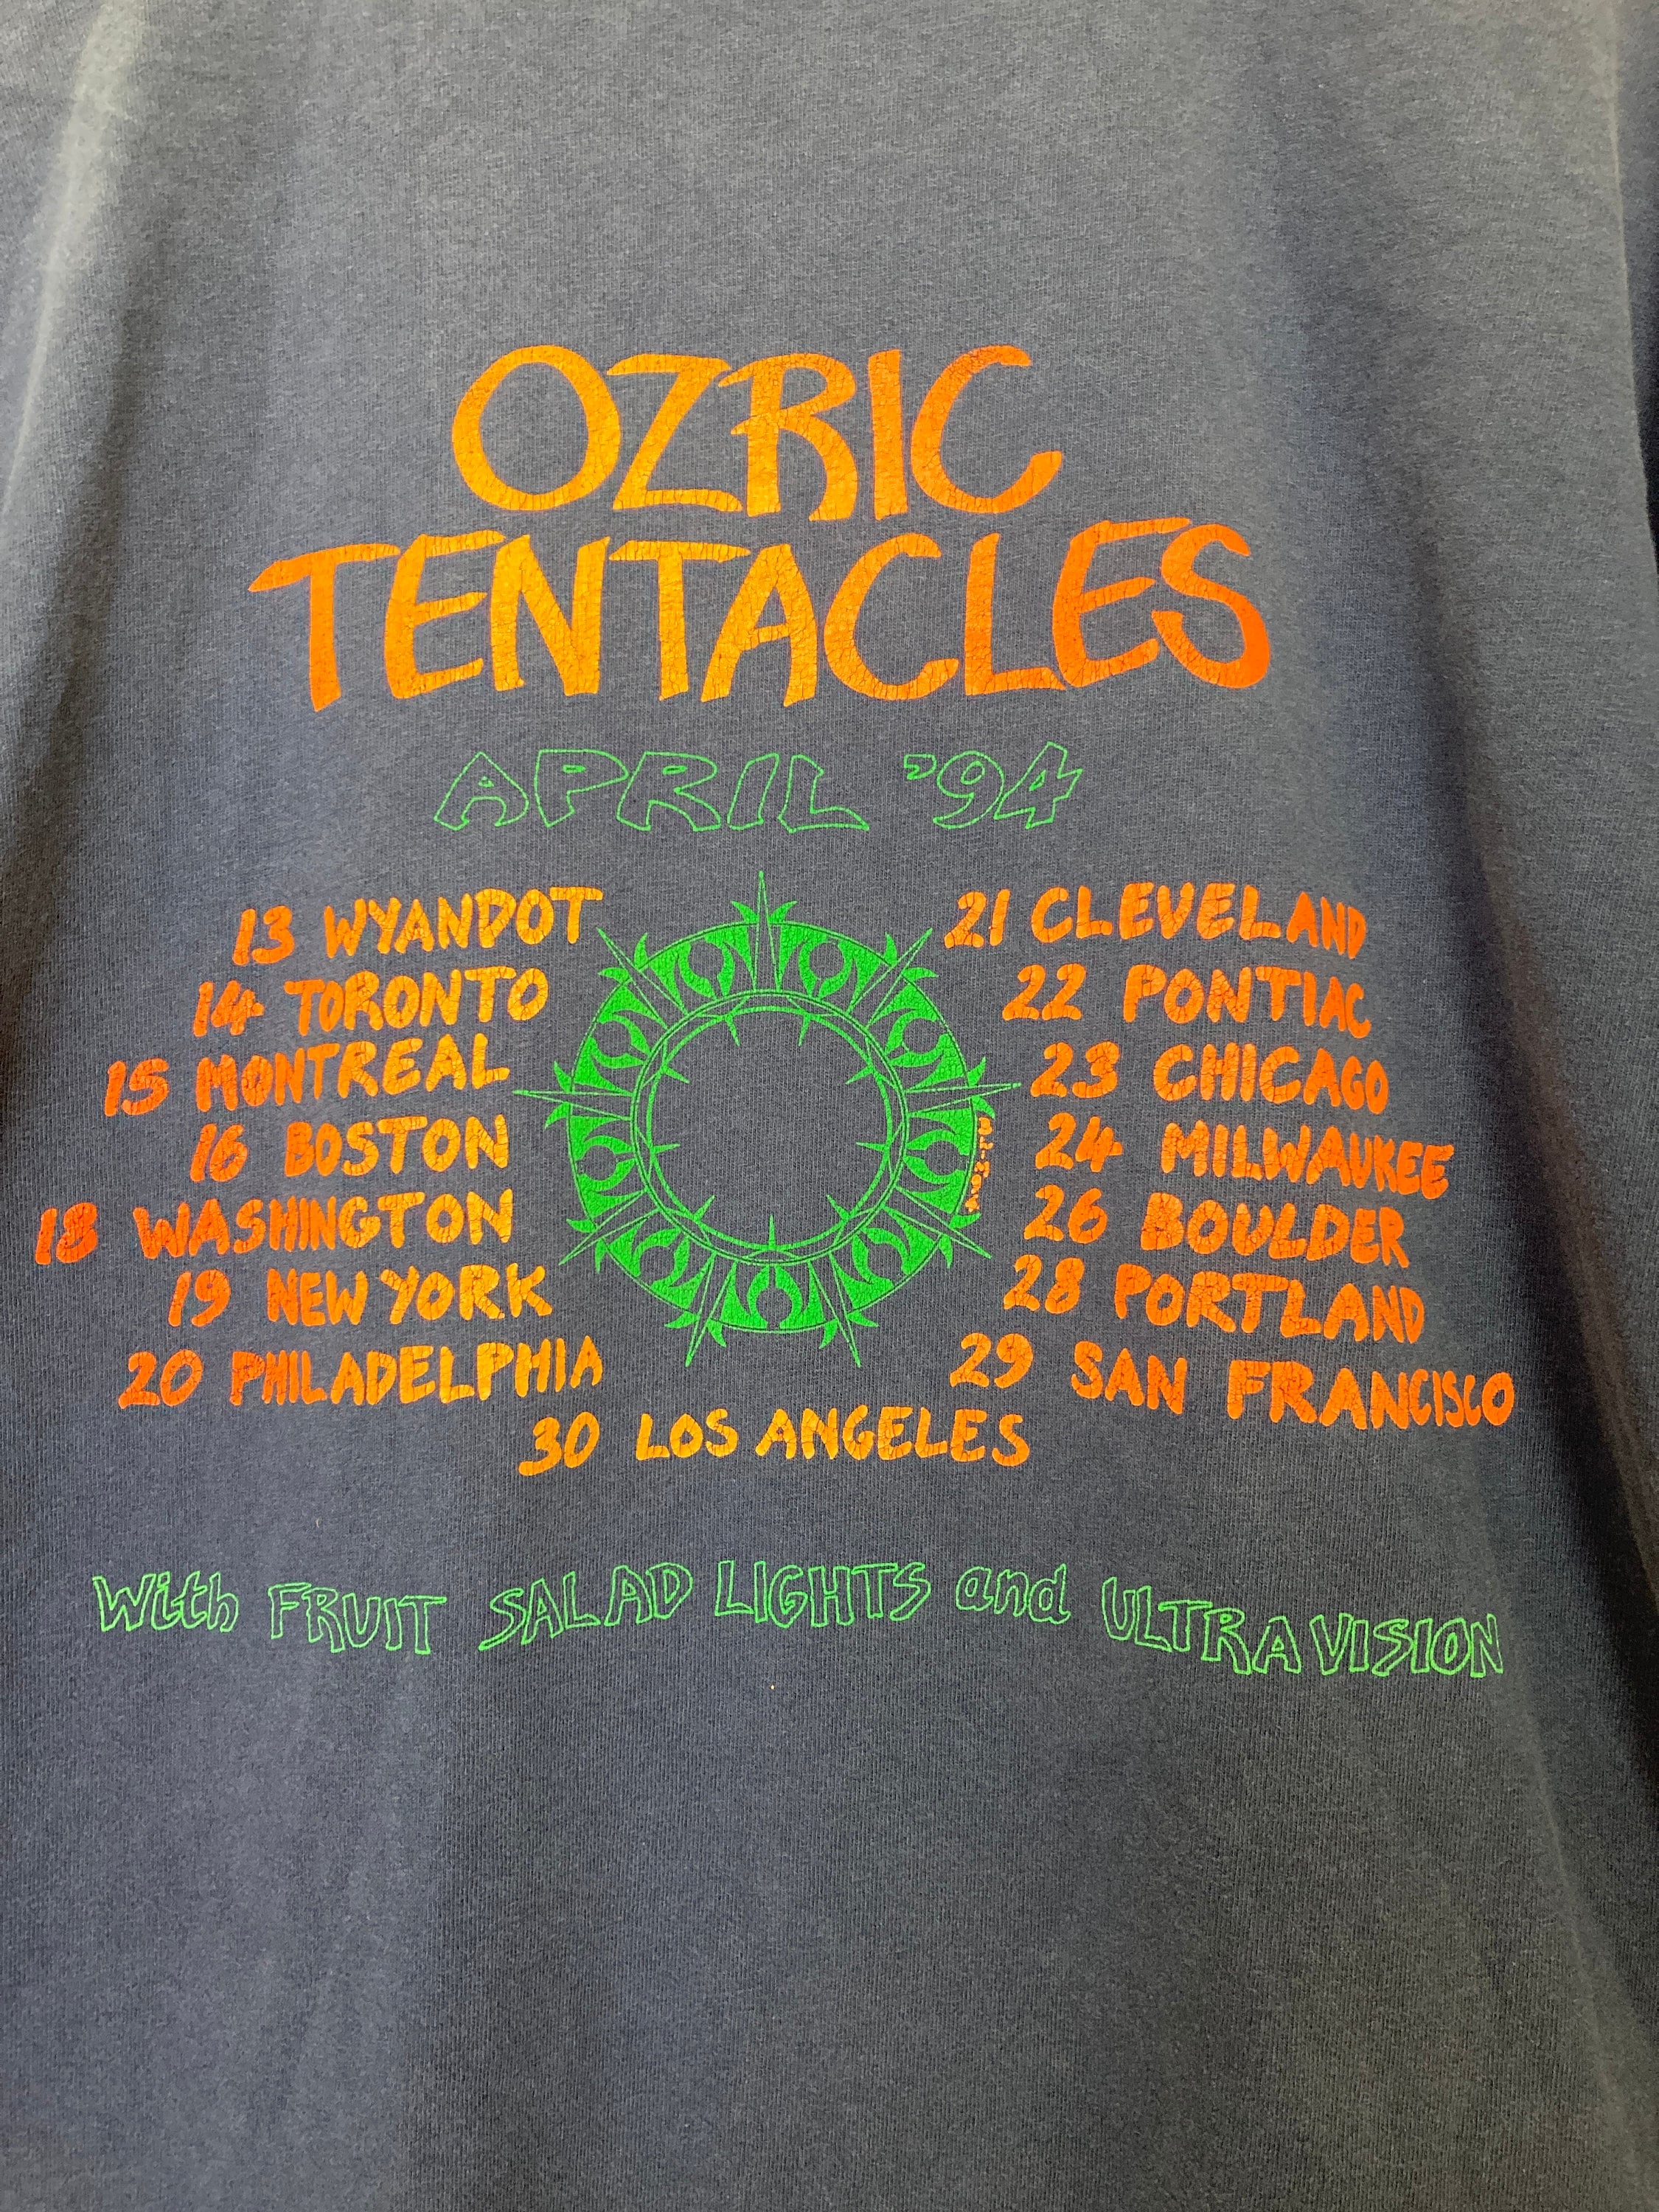 OZRIC
TENTACLES
APRIL '94
13 WYANDOT
14 TORONTO
15 MONTREAL
16 BOSTON
18 WASHINGTON
19 NEW YORK
20 PHILADELPHIA
21 CLEVELAND
22 PONTIAC
23 CHICAGO
24 MILWAUKEE
26 BOULDER
28 PORTLAND
29 SAN FRANCISCO
30 LOS ANGELES
With FRUIT SALAD LIGHTS and ULTRA VISION